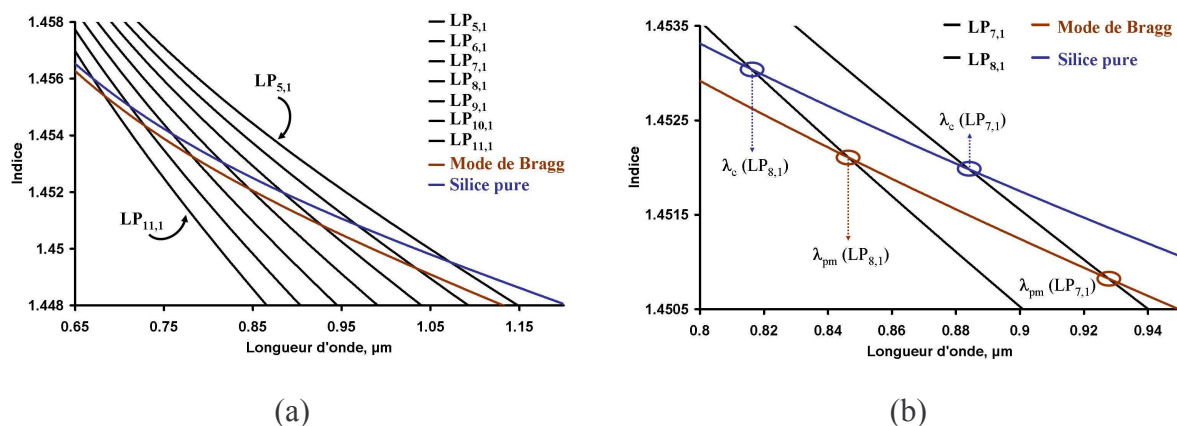 1.458
1.456
1.454
1.452
1.45
1.448
Indice
0.65
0.75
0.85
0.95
1.05
1.15
Longueur d'onde, µm
LP5,1
LP11,1
LP5,1
LP6,1
LP7,1
LP8,1
LP9,1
LP10,1
LP11,1
Mode de Bragg
Silice pure
(a)
1.4535
1.4525
1.4515
1.4505
Indice
0.8
0.82
0.84
0.86
0.88
0.9
0.92
0.94
Longueur d'onde, µm
LP7,1 Mode de Bragg
LP8,1 Silice pure
λc (LP7,1)
λc (LP8,1)
λpm (LP8,1)
λpm (LP7,1)
(b)